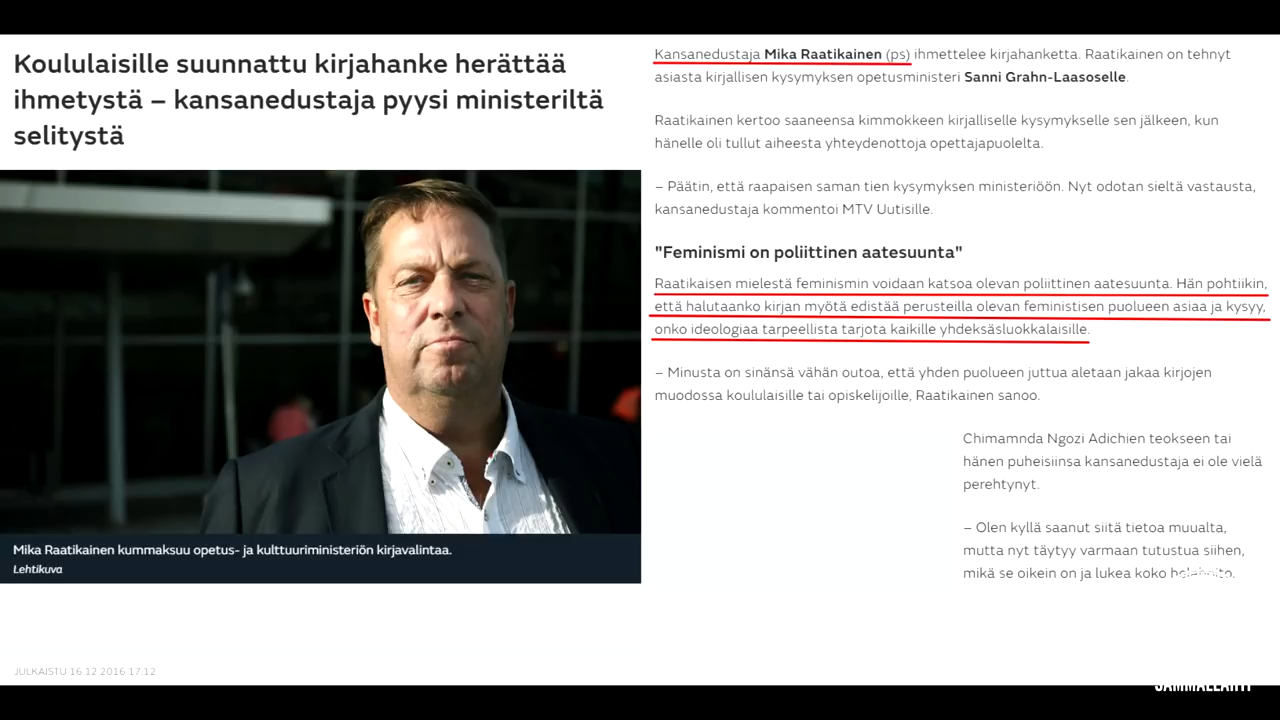 Koululaisille suunnattu kirjahanke herättää
ihmetystä – kansanedustaja pyysi ministeriltä
selitystä
Mika Raatikainen kummaksuu opetus- ja kulttuuriministeriön kirjavalintaa.
Lehtikuva
JULKAISTU 16.12.2016 17:12
Kansanedustaja Mika Raatikainen (ps) ihmettelee kirjahanketta. Raatikainen on tehnyt
asiasta kirjallisen kysymyksen opetusministeri Sanni Grahn-Laasoselle.
Raatikainen kertoo saaneensa kimmokkeen kirjalliselle kysymykselle sen jälkeen, kun
hänelle oli tullut aiheesta yhteydenottoja opettajapuolelta.
– Päätin, että raapaisen saman tien kysymyksen ministeriöön. Nyt odotan sieltä vastausta,
kansanedustaja kommentoi MTV Uutisille.
"Feminismi on poliittinen aatesuunta"
Raatikaisen mielestä feminismin voidaan katsoa olevan poliittinen aatesuunta. Hän pohtiikin,
että halutaanko kirjan myötä edistää perusteilla olevan feministisen puolueen asiaa ja kysyy,
onko ideologiaa tarpeellista tarjota kaikille yhdeksäsluokkalaisille.
– Minusta on sinänsä vähän outoa, että yhden puolueen juttua aletaan jakaa kirjojen
muodossa koululaisille tai opiskelijoille, Raatikainen sanoo.
Chimamnda Ngozi Adichien teokseen tai
hänen puheisiinsa kansanedustaja ei ole vielä
perehtynyt.
– Olen kyllä saanut siitä tietoa muualta,
mutta nyt täytyy varmaan tutustua siihen,
mikä se oikein on ja lukea koko